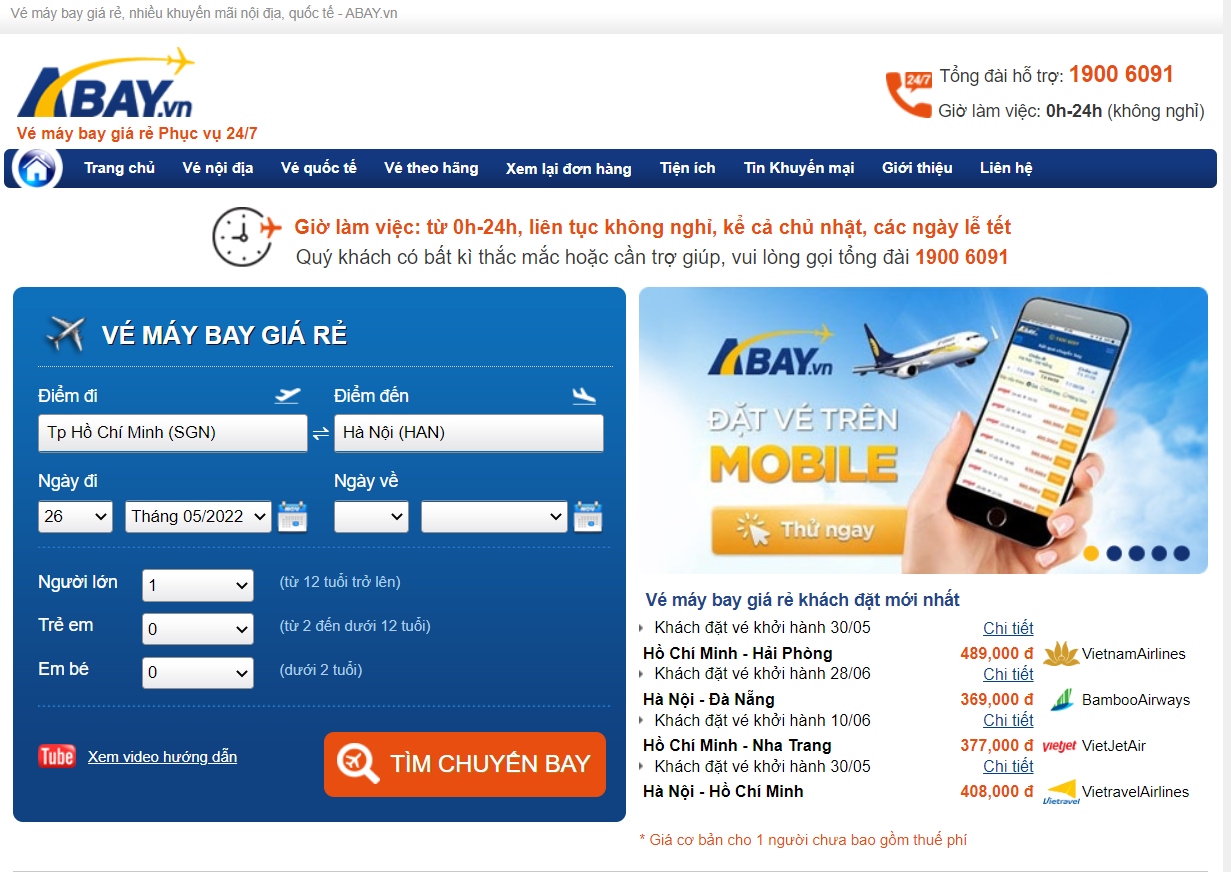 Vé máy bay giá rẻ, nhiều khuyến mãi nội địa, quốc tế - ABAY.vn
ABAY.vn
Vé máy bay giá rẻ Phục vụ 24/7
24/7
Tổng đài hỗ trợ: 1900 6091
Giờ làm việc: 0h-24h (không nghỉ)
Trang chủ Vé nội địa Vé quốc tế Vé theo hãng Xem lại đơn hàng Tiện ích Tin Khuyến mại Giới thiệu Liên hệ
Giờ làm việc: từ 0h-24h, liên tục không nghỉ, kể cả chủ nhật, các ngày lễ tết
Quý khách có bất kì thắc mắc hoặc cần trợ giúp, vui lòng gọi tổng đài 1900 6091
VÉ MÁY BAY GIÁ RẺ
Điểm đi Điểm đến
Tp Hồ Chí Minh (SGN) Hà Nội (HAN)
Ngày đi Ngày về
26 Tháng 05/2022
Người lớn 1 (từ 12 tuổi trở lên)
Trẻ em 0 (từ 2 đến dưới 12 tuổi)
Em bé 0 (dưới 2 tuổi)
Tube Xem video hướng dẫn
TÌM CHUYẾN BAY
ABAY.vn
ĐẶT VÉ TRÊN
MOBILE
Thử ngay
Vé máy bay giá rẻ khách đặt mới nhất
Khách đặt vé khởi hành 30/05 Chi tiết
Hồ Chí Minh - Hải Phòng 489,000 đ VietnamAirlines
Khách đặt vé khởi hành 28/06 Chi tiết
Hà Nội - Đà Nẵng 369,000 đ BambooAirways
Khách đặt vé khởi hành 10/06 Chi tiết
Hồ Chí Minh - Nha Trang 377,000 đ vietjet VietJetAir
Khách đặt vé khởi hành 30/05 Chi tiết
Hà Nội - Hồ Chí Minh 408,000 đ Vietravel VietravelAirlines
* Giá cơ bản cho 1 người chưa bao gồm thuế phí